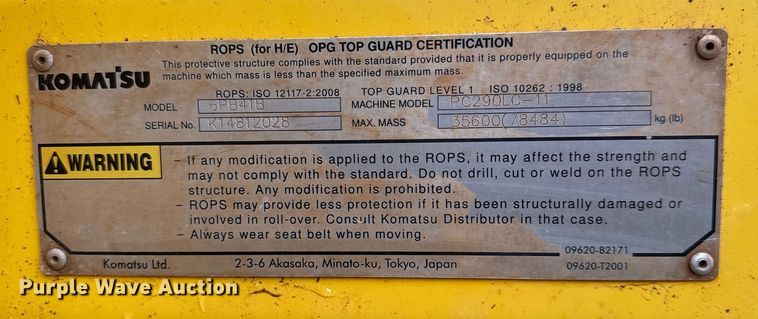 ROPS (for H/E) OPG TOP GUARD CERTIFICATION
This protective structure complies with the standard provided that it is properly equipped on the
machine which mass is less than the specified maximum mass.
KOMATSU
ROPS: ISO 12117-2:2008 TOP GUARD LEVEL 1 ISO 10262 : 1998
MODEL 6PB41B MACHINE MODEL PC290LC-11
SERIAL No. K14812028 MAX. MASS 35600(78484) kg (lb)
WARNING
- If any modification is applied to the ROPS, it may affect the strength and
may not comply with the standard. Do not drill, cut or weld on the ROPS
structure. Any modification is prohibited.
- ROPS may provide less protection if it has been structurally damaged or
involved in roll-over. Consult Komatsu Distributor in that case.
- Always wear seat belt when moving.
09620-B2171
Komatsu Ltd. 2-3-6 Akasaka, Minato-ku, Tokyo, Japan 09620-T2001
Purple Wave Auction